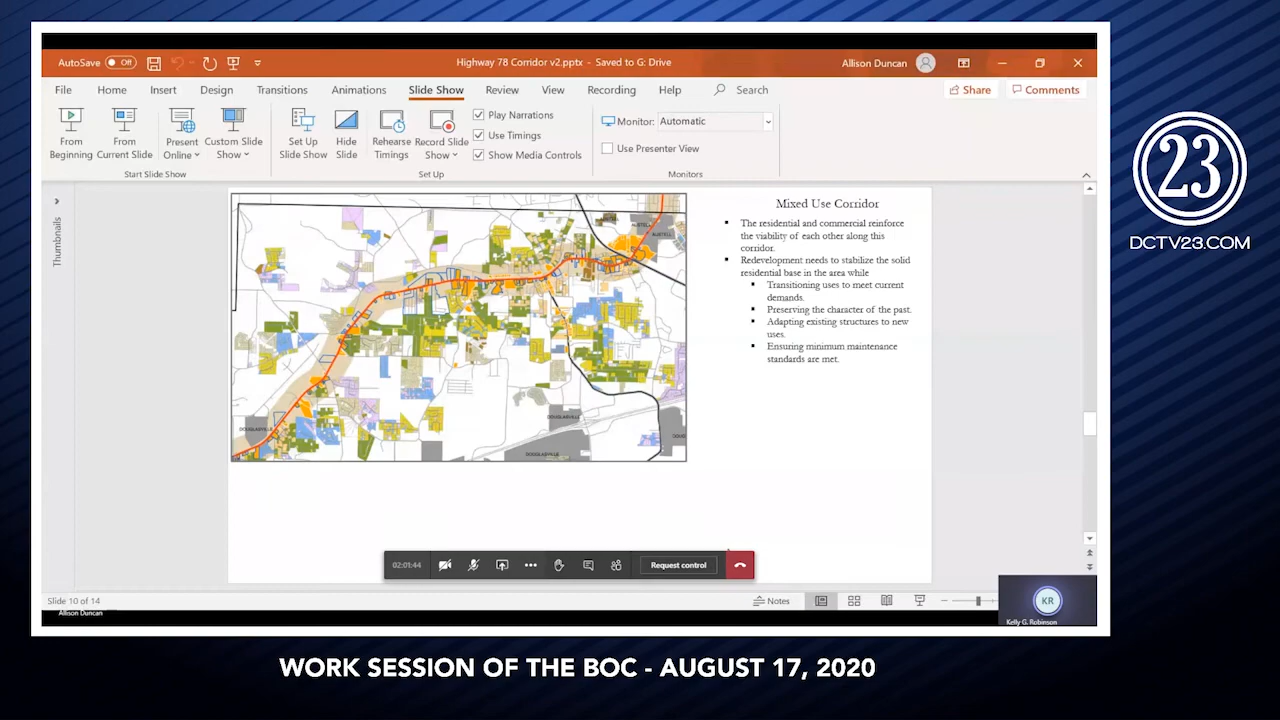 AutoSave Off
Highway 78 Corridor v2.pptx - Saved to G: Drive
Allison Duncan
File Home Insert Design Transitions Animations Slide Show Review View Recording Help Search
Share Comments
From Beginning
From Current Slide
Present Online
Custom Slide Show
Set Up Slide Show
Hide Slide
Rehearse Timings
Record Slide Show
Play Narrations
Use Timings
Show Media Controls
Monitor: Automatic
Use Presenter View
Start Slide Show
Set Up
Monitors
Thumbnails
AUSTELL
AUSTELL
DOUGLASVILLE
DOUGLASVILLE
DOUGLASVILLE
Mixed Use Corridor
The residential and commercial reinforce
the viability of each other along this
corridor.
Redevelopment needs to stabilize the solid
residential base in the area while
Transitioning uses to meet current
demands.
Preserving the character of the past.
Adapting existing structures to new
uses.
Ensuring minimum maintenance
standards are met.
02:01:44
Request control
Slide 10 of 14
Notes
Allison Duncan
KR
Kelly G. Robinson
23
DCTV23.COM
WORK SESSION OF THE BOC - AUGUST 17, 2020